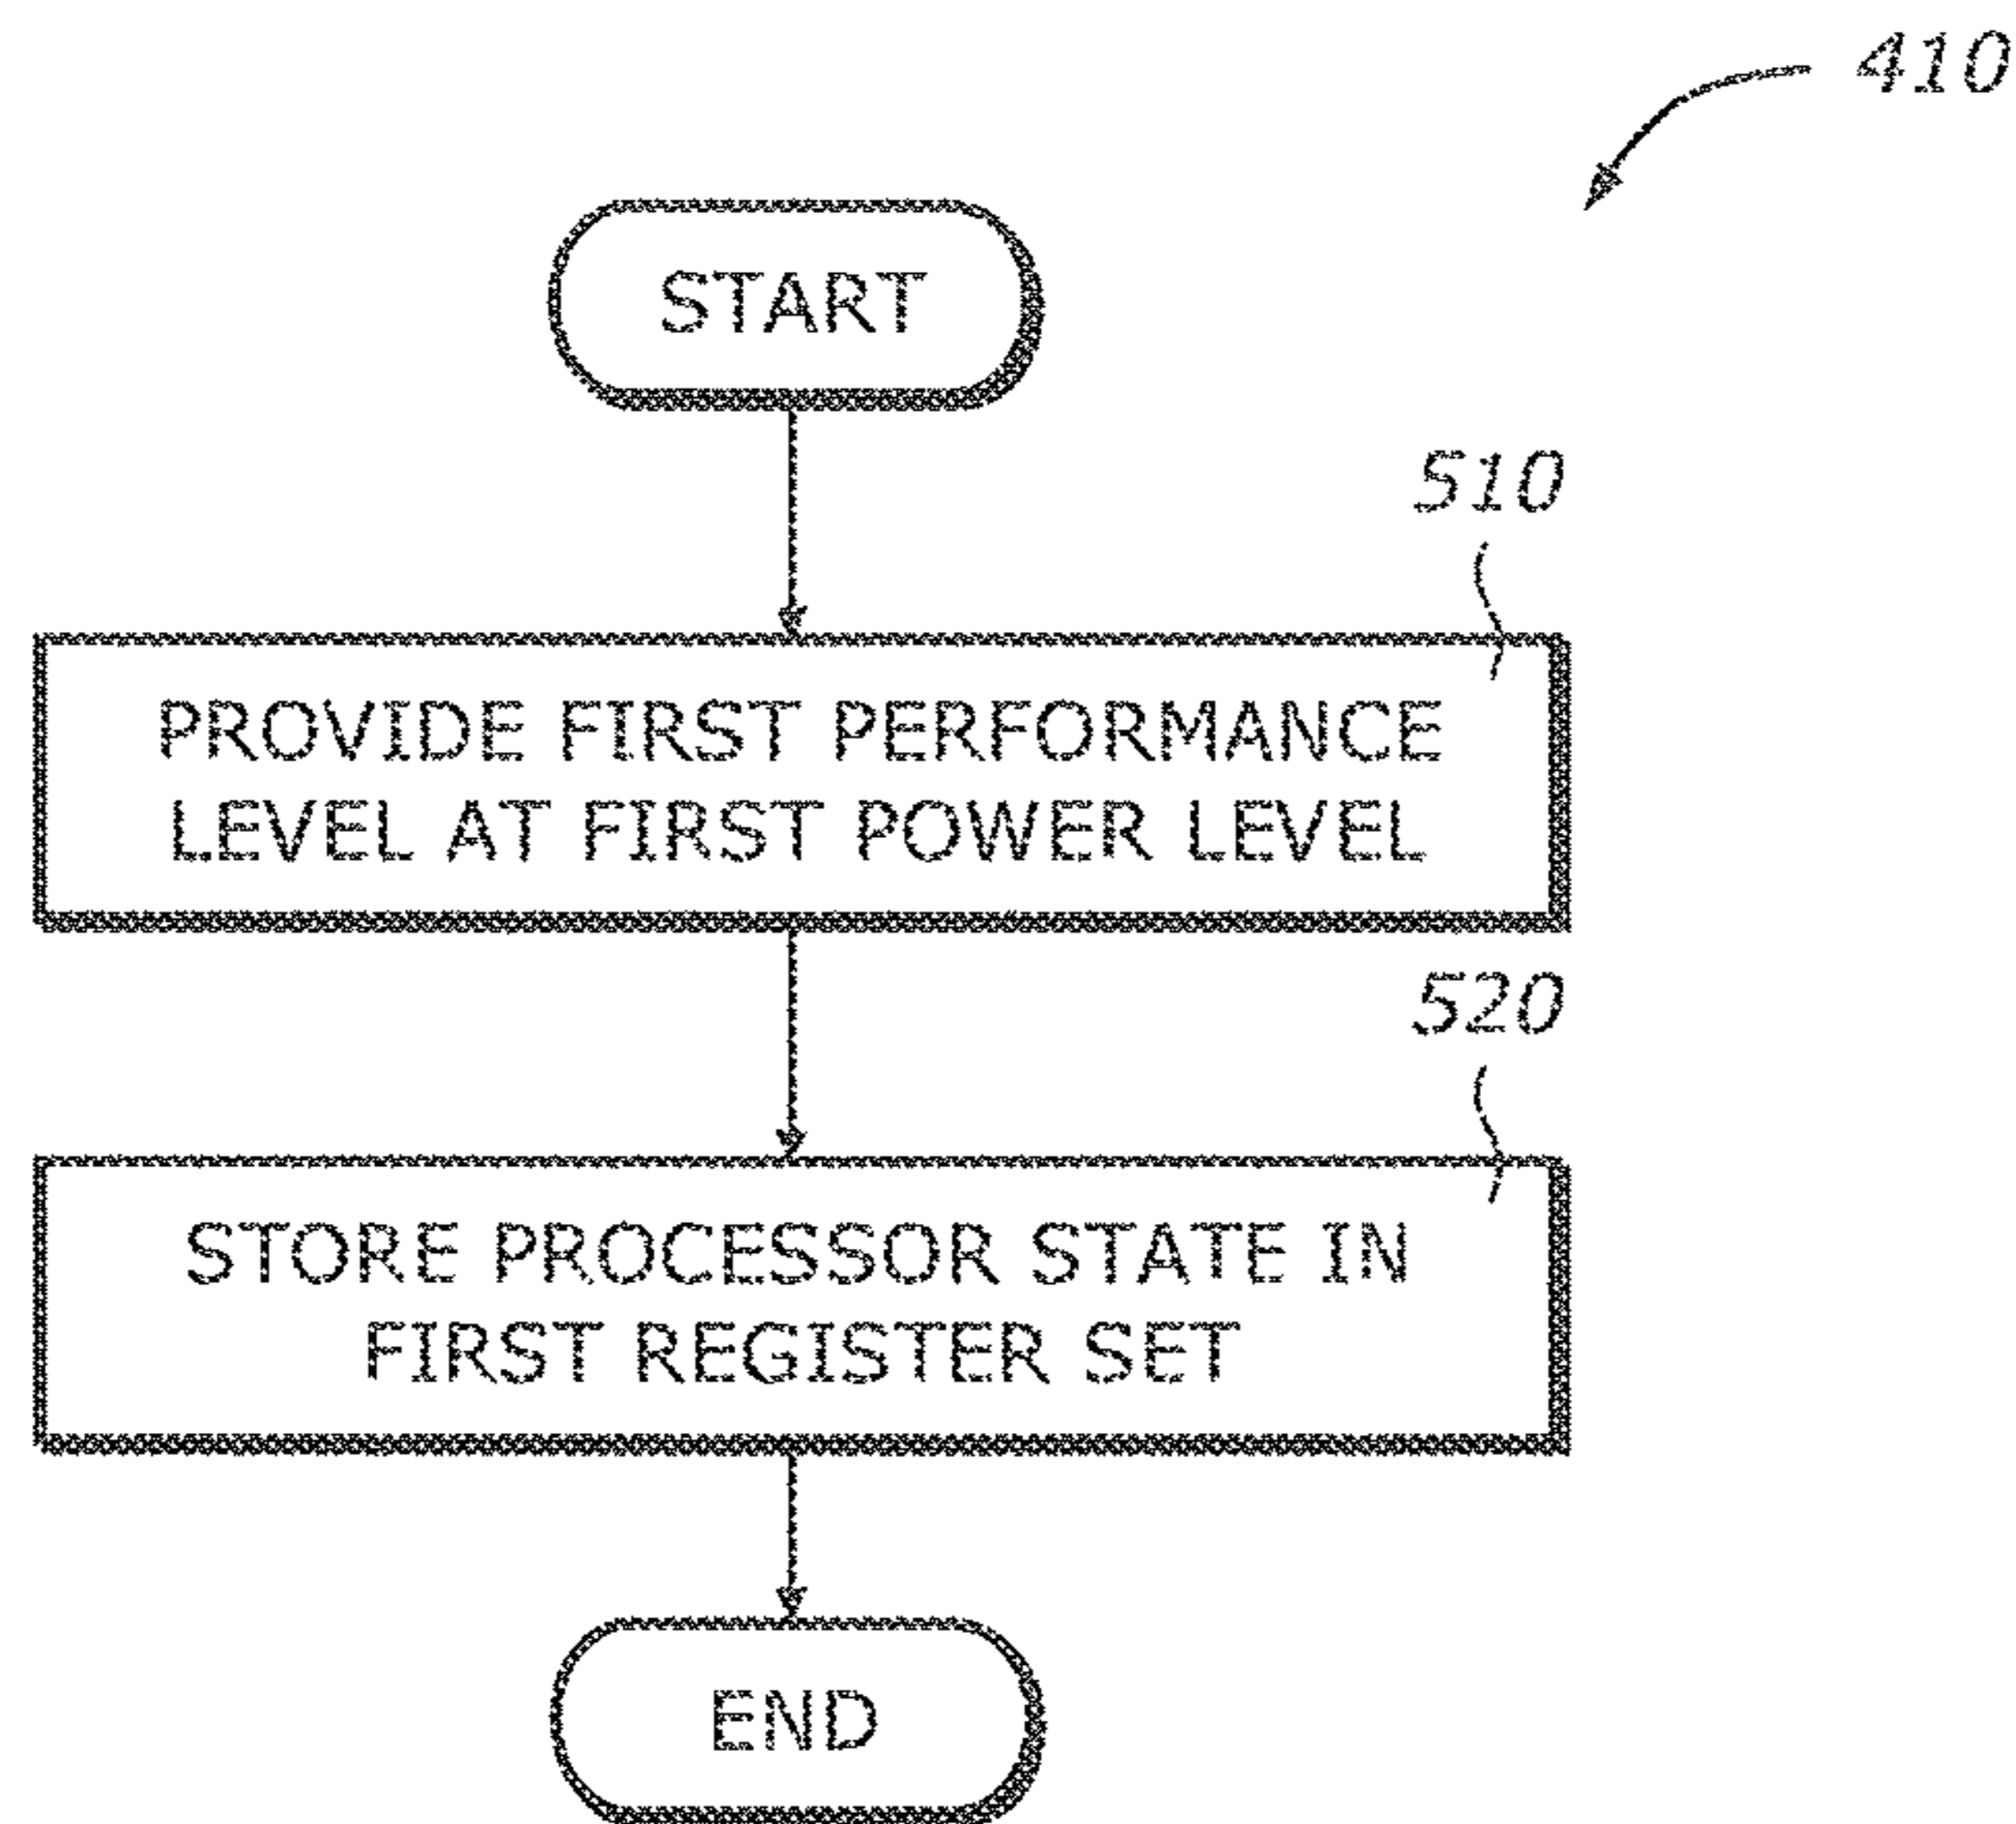 410
START
510
PROVIDE FIRST PERFORMANCE
LEVEL AT FIRST POWER LEVEL
520
STORE PROCESSOR STATE IN
FIRST REGISTER SET
END